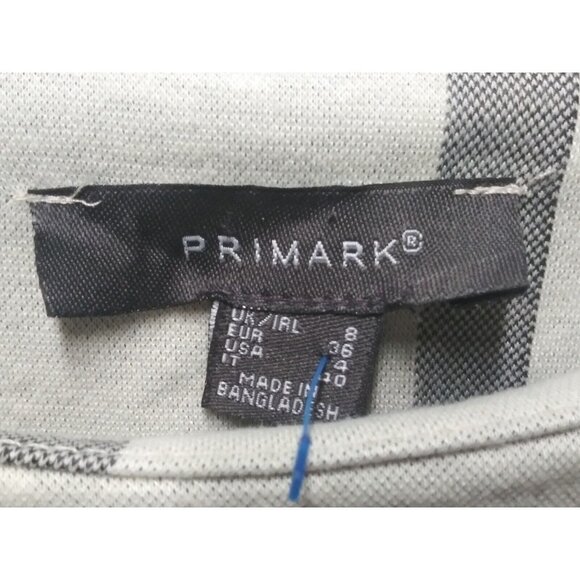 PRIMARK®
UK/IRL 8
EUR 36
USA 4
IT 40
MADE IN
BANGLADESH